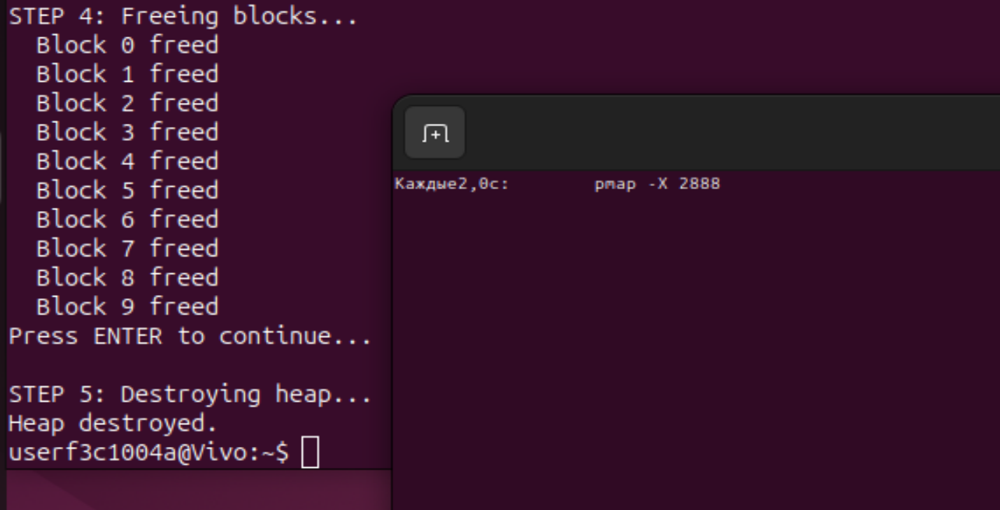 STEP 4: Freeing blocks...
  Block 0 freed
  Block 1 freed
  Block 2 freed
  Block 3 freed
  Block 4 freed
  Block 5 freed
  Block 6 freed
  Block 7 freed
  Block 8 freed
  Block 9 freed
Press ENTER to continue...
STEP 5: Destroying heap...
Heap destroyed.
userf3c1004a@Vivo:~$
Каждые2,0с: pmap -X 2888